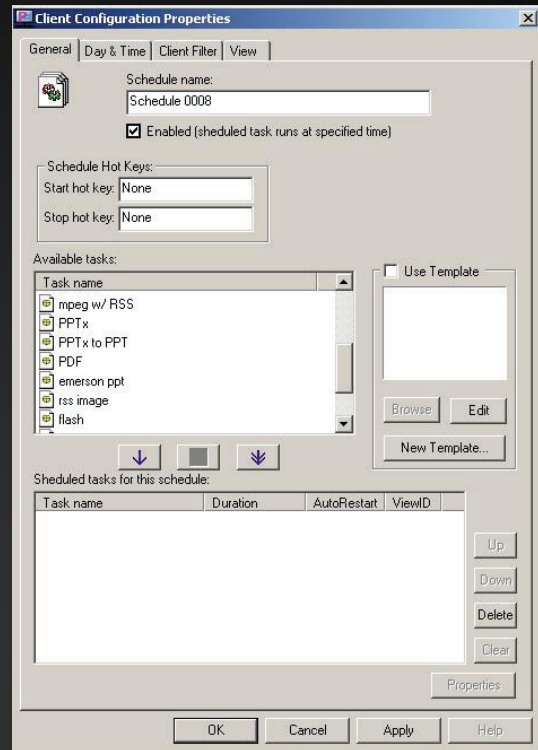 Client Configuration Properties
General Day & Time Client Filter View
Schedule name:
Schedule 0008
Enabled (sheduled task runs at specified time)
Schedule Hot Keys:
Start hot key: None
Stop hot key: None
Available tasks:
Task name
mpeg w/ RSS
PPTx
PPTx to PPT
PDF
emerson ppt
rss image
flash
Use Template
Browse Edit
New Template...
Sheduled tasks for this schedule:
Task name Duration AutoRestart ViewID
Up
Down
Delete
Clear
Properties
OK Cancel Apply Help